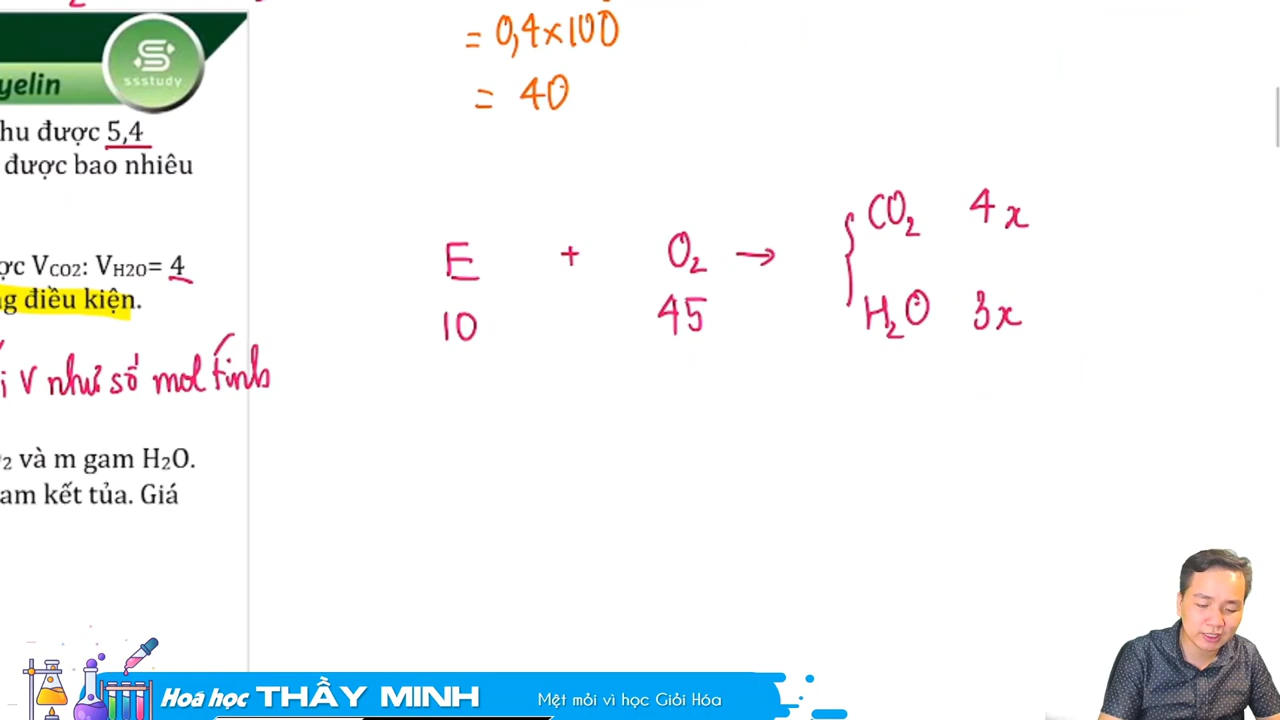 = 0,4x100
= 40
ssstudy
yelin
hu được 5,4
được bao nhiêu
ợc VCO2: VH2O= 4
ng điều kiện.
i V như số mol tính
2 và m gam H2O.
am kết tủa. Giá
E + O2 → { CO2 4x
H2O 3x
10 45
Hoá học THẦY MINH
Mệt mỏi vì học Giỏi Hóa